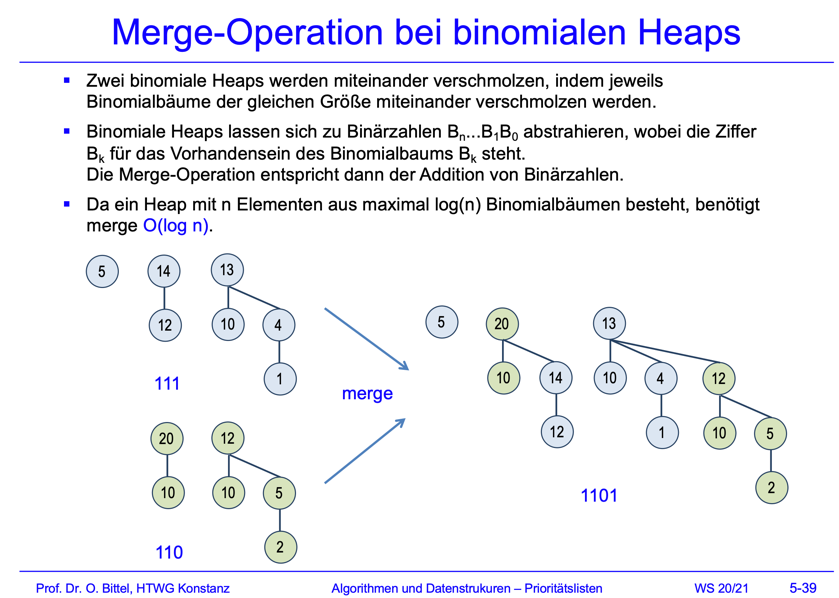 Merge-Operation bei binomialen Heaps
▪ Zwei binomiale Heaps werden miteinander verschmolzen, indem jeweils
Binomialbäume der gleichen Größe miteinander verschmolzen werden.
▪ Binomiale Heaps lassen sich zu Binärzahlen Bn...B1B0 abstrahieren, wobei die Ziffer
Bk für das Vorhandensein des Binomialbaums Bk steht.
Die Merge-Operation entspricht dann der Addition von Binärzahlen.
▪ Da ein Heap mit n Elementen aus maximal log(n) Binomialbäumen besteht, benötigt
merge O(log n).
5 14 13
12 10 4
1
111
20 12
10 10 5
2
110
merge
5 20 13
10 14 10 4 12
12 1 10 5
2
1101
Prof. Dr. O. Bittel, HTWG Konstanz Algorithmen und Datenstrukuren – Prioritätslisten WS 20/21 5-39